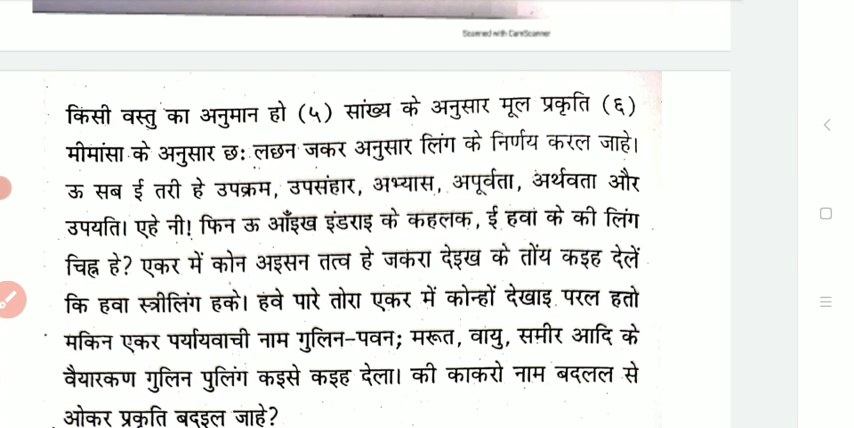 Scanned with CamScanner
किसी वस्तु का अनुमान हो (५) सांख्य के अनुसार मूल प्रकृति (६)
मीमांसा के अनुसार छः लछन जकर अनुसार लिंग के निर्णय करल जाहे।
ऊ सब ई तरी हे उपक्रम, उपसंहार, अभ्यास, अपूर्वता, अर्थवता और
उपयति। एहे नी! फिन ऊ आँइख इंडराइ के कहलक, ई हवा के की लिंग
चिह्न हे? एकर में कोन अइसन तत्व हे जकरा देइख के तोंय कइह देलें
कि हवा स्त्रीलिंग हके। हवे पारे तोरा एकर में कोन्हों देखाइ परल हतो
मकिन एकर पर्यायवाची नाम गुलिन-पवन; मरूत, वायु, समीर आदि के
वैयारकण गुलिन पुलिंग कइसे कइह देला। की काकरो नाम बदलल से
ओकर प्रकृति बदइल जाहे?